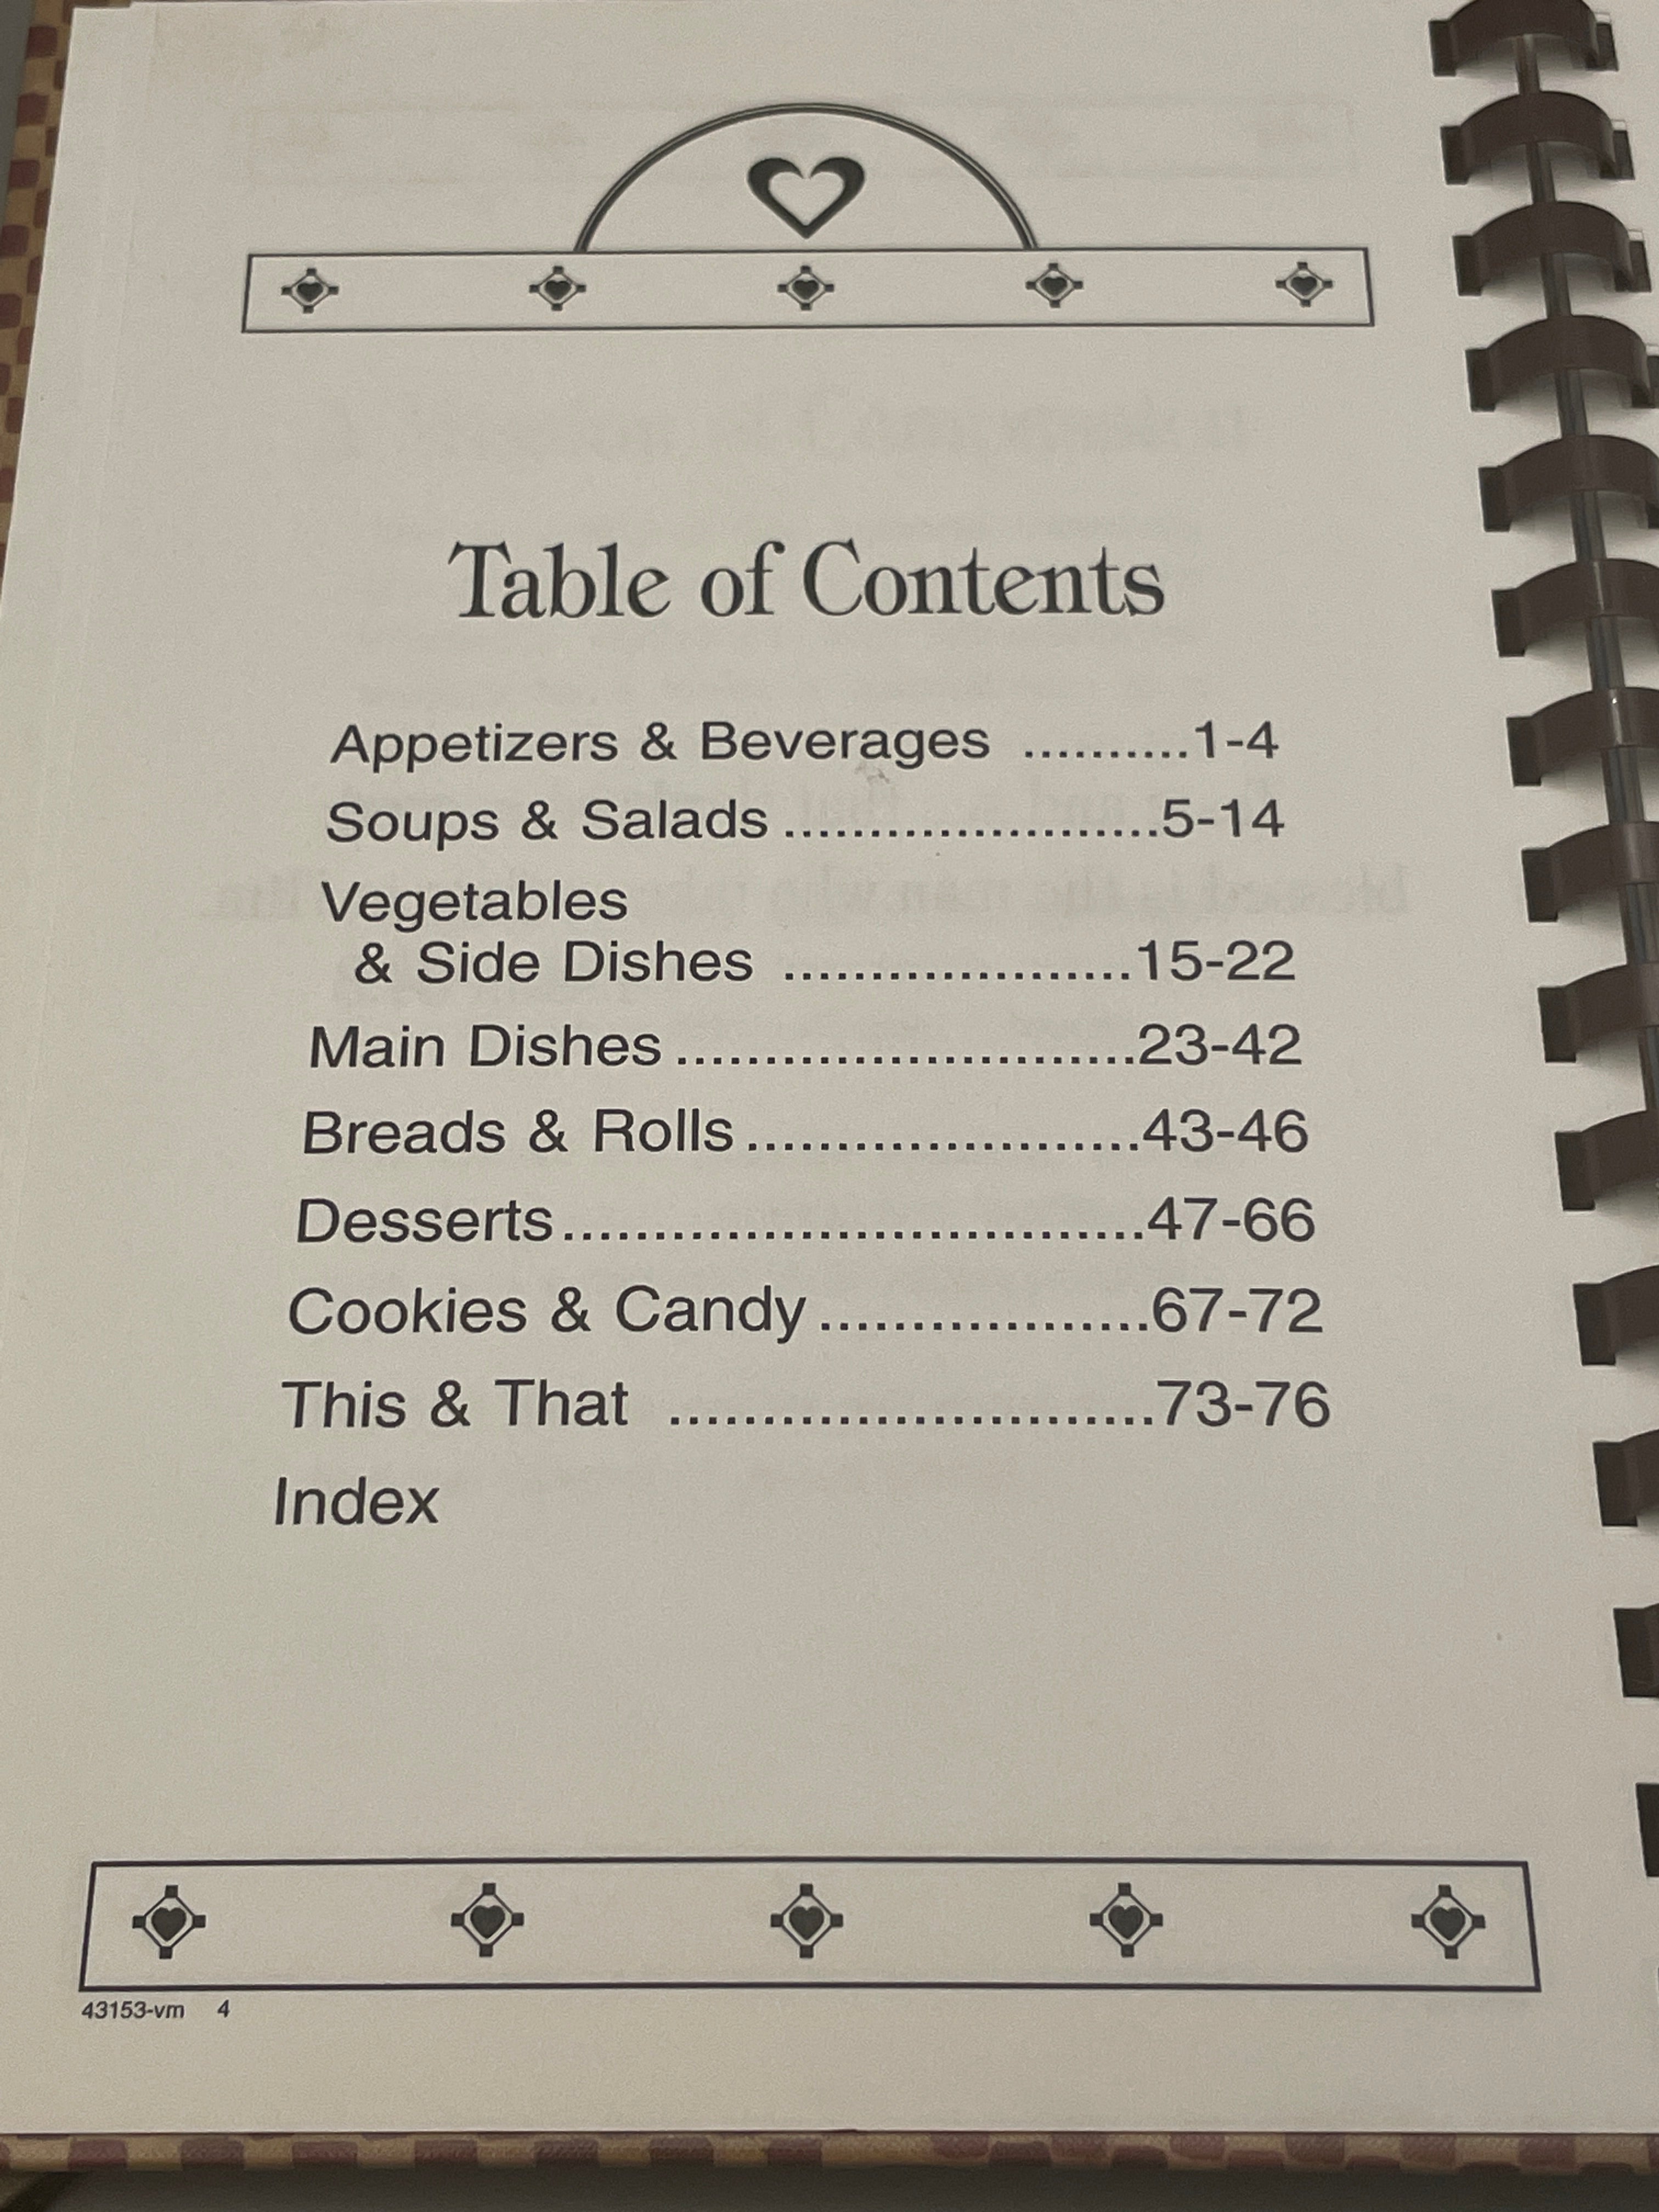 Table of Contents
Appetizers & Beverages ..........1-4
Soups & Salads......................5-14
Vegetables
& Side Dishes ....................15-22
Main Dishes..........................23-42
Breads & Rolls......................43-46
Desserts................................47-66
Cookies & Candy..................67-72
This & That ..........................73-76
Index
43153-vm 4